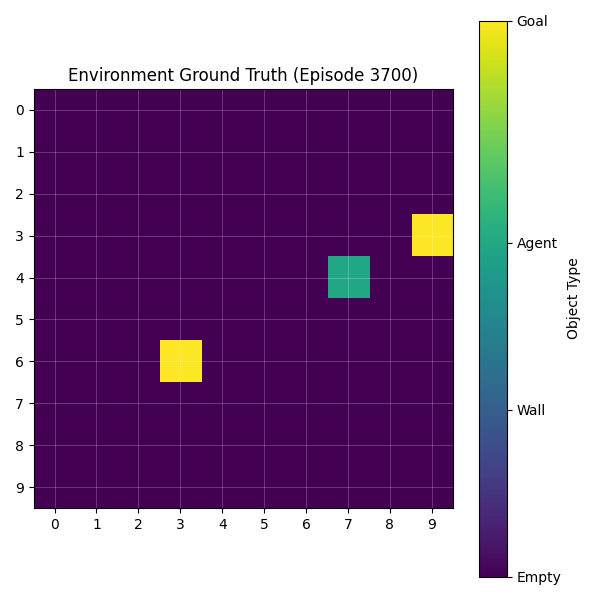 Environment Ground Truth (Episode 3700)
0
1
2
3
4
5
6
7
8
9
0 1 2 3 4 5 6 7 8 9
Goal
Agent
Wall
Empty
Object Type